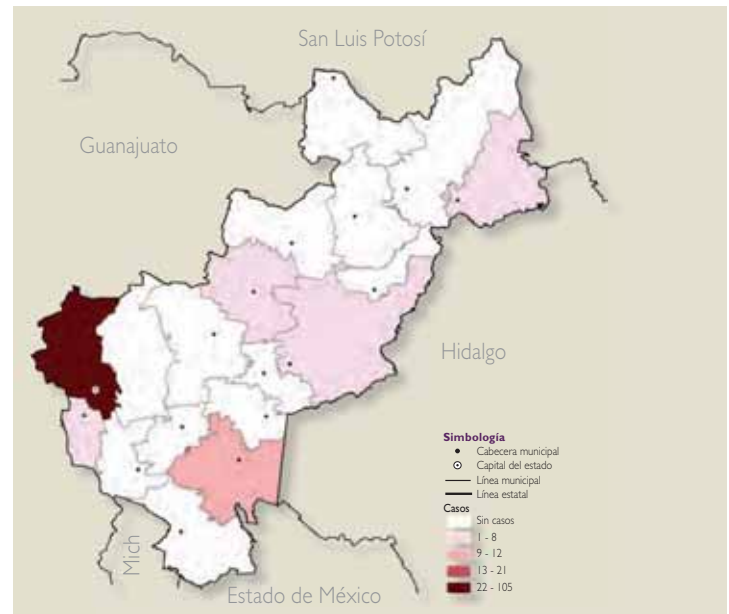 San Luis Potosí
Guanajuato
Hidalgo
Mich
Estado de México
Simbología
Cabecera municipal
Capital del estado
Línea municipal
Línea estatal
Casos
Sin casos
1 - 8
9 - 12
13 - 21
22 - 105